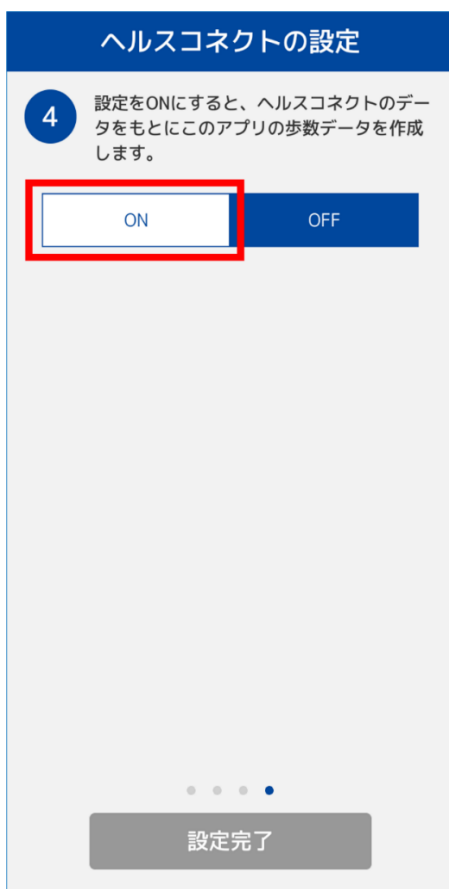 ヘルスコネクトの設定
4
設定をONにすると、ヘルスコネクトのデー
タをもとにこのアプリの歩数データを作成
します。
ON
OFF
設定完了